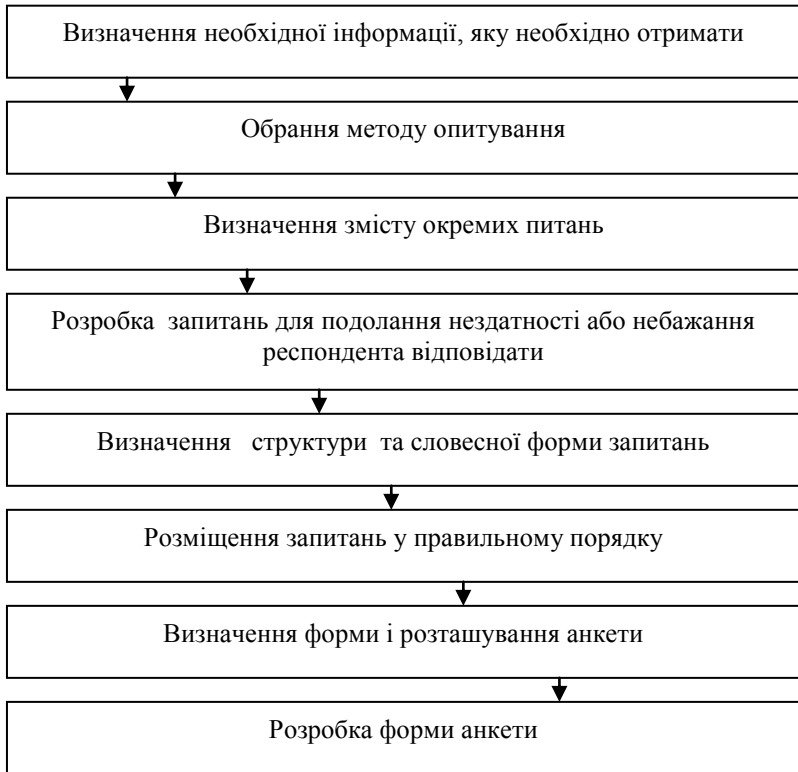 Визначення необхідної інформації, яку необхідно отримати
Обрання методу опитування
Визначення змісту окремих питань
Розробка запитань для подолання нездатності або небажання
респондента відповідати
Визначення структури та словесної форми запитань
Розміщення запитань у правильному порядку
Визначення форми і розташування анкети
Розробка форми анкети